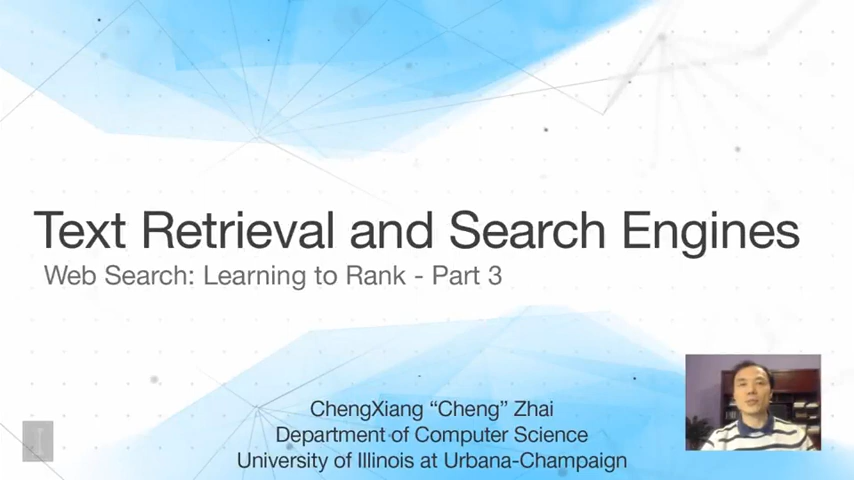 Text Retrieval and Search Engines
Web Search: Learning to Rank - Part 3
ChengXiang “Cheng” Zhai
Department of Computer Science
University of Illinois at Urbana-Champaign